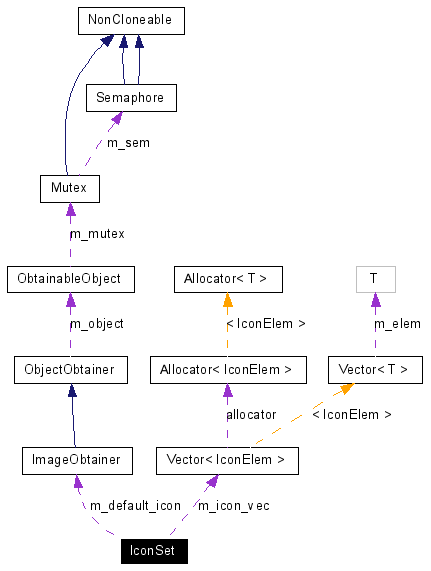 NonCloneable
Semaphore
m_sem
Mutex
m_mutex
ObtainableObject
Allocator< T >
T
m_object
< IconElem >
m_elem
ObjectObtainer
Allocator< IconElem >
Vector< T >
allocator
< IconElem >
ImageObtainer
Vector< IconElem >
m_default_icon
m_icon_vec
IconSet